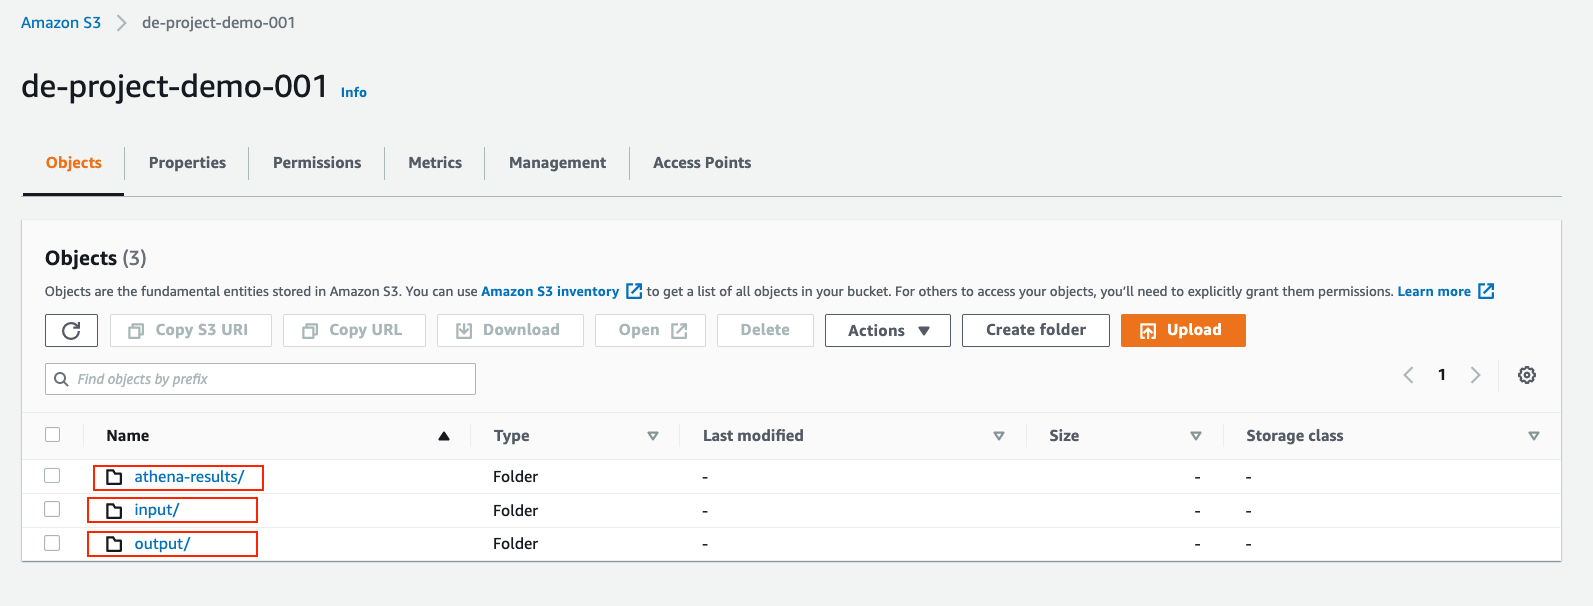 Amazon S3 > de-project-demo-001
de-project-demo-001 Info
Objects Properties Permissions Metrics Management Access Points
Objects (3)
Objects are the fundamental entities stored in Amazon S3. You can use Amazon S3 inventory to get a list of all objects in your bucket. For others to access your objects, you'll need to explicitly grant them permissions. Learn more
Copy S3 URI Copy URL Download Open Delete Actions Create folder Upload
Find objects by prefix 1
Name Type Last modified Size Storage class
athena-results/ Folder - - -
input/ Folder - - -
output/ Folder - - -